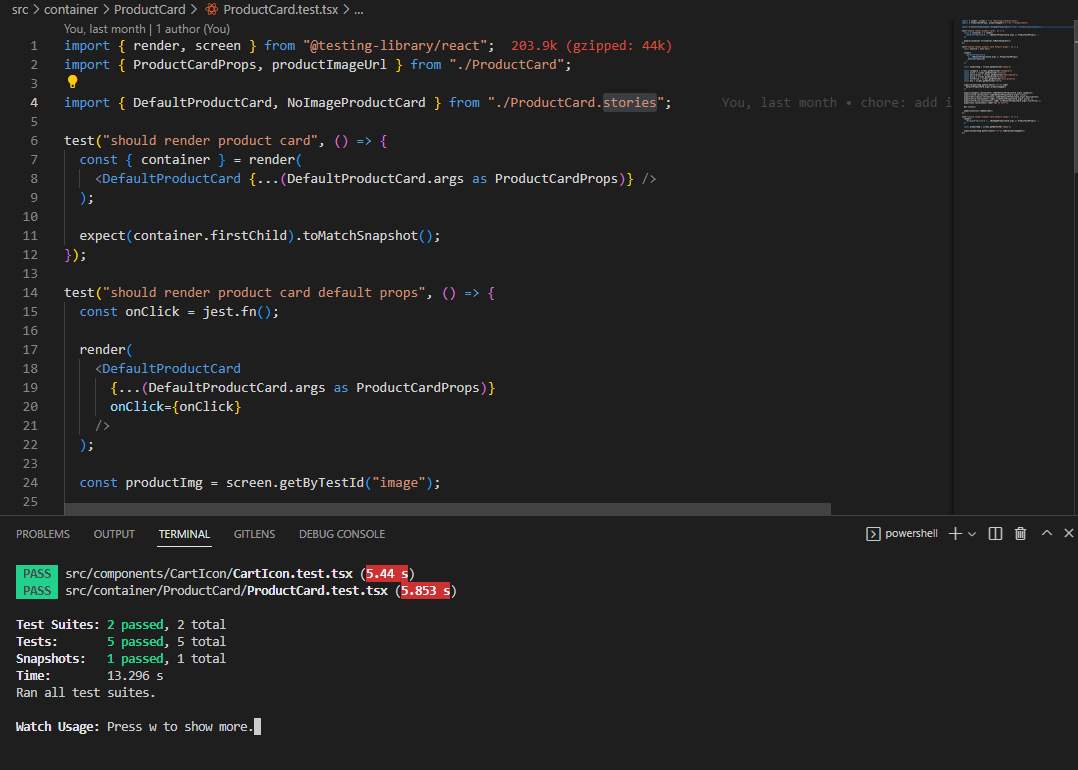 src > container > ProductCard > ProductCard.test.tsx > ...
You, last month | 1 author (You)
1 import { render, screen } from "@testing-library/react"; 203.9k (gzipped: 44k)
2 import { ProductCardProps, productImageUrl } from "./ProductCard";
3
4 import { DefaultProductCard, NoImageProductCard } from "./ProductCard.stories"; You, last month • chore: add i
5
6 test("should render product card", () => {
7 const { container } = render(
8 <DefaultProductCard {...(DefaultProductCard.args as ProductCardProps)} />
9 );
10
11 expect(container.firstChild).toMatchSnapshot();
12 });
13
14 test("should render product card default props", () => {
15 const onClick = jest.fn();
16
17 render(
18 <DefaultProductCard
19 {...(DefaultProductCard.args as ProductCardProps)}
20 onClick={onClick}
21 />
22 );
23
24 const productImg = screen.getByTestId("image");
25
PROBLEMS OUTPUT TERMINAL GITLENS DEBUG CONSOLE powershell
PASS src/components/CartIcon/CartIcon.test.tsx (5.44 s)
PASS src/container/ProductCard/ProductCard.test.tsx (5.853 s)
Test Suites: 2 passed, 2 total
Tests: 5 passed, 5 total
Snapshots: 1 passed, 1 total
Time: 13.296 s
Ran all test suites.
Watch Usage: Press w to show more.